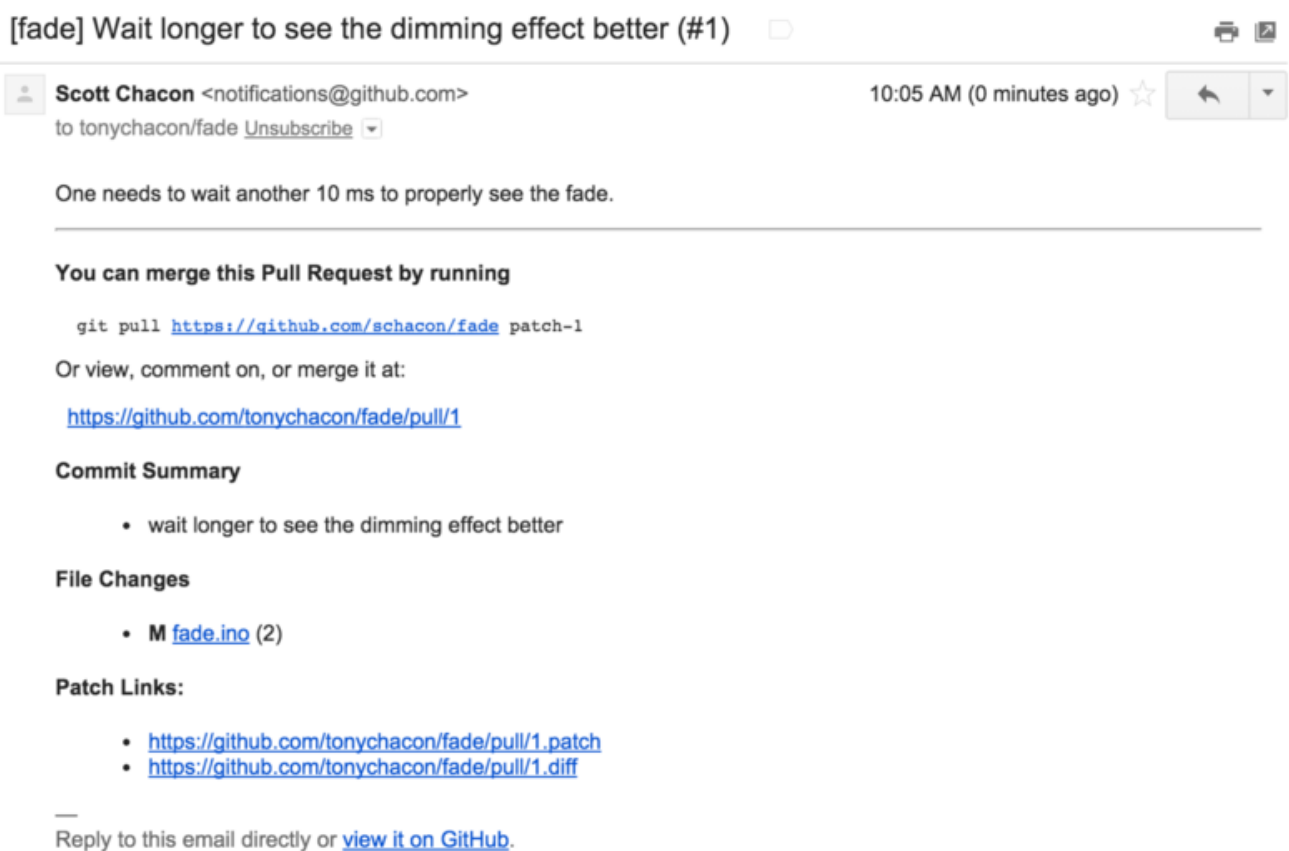 [fade] Wait longer to see the dimming effect better (#1)
Scott Chacon <notifications@github.com> 10:05 AM (0 minutes ago)
to tonychacon/fade Unsubscribe
One needs to wait another 10 ms to properly see the fade.
You can merge this Pull Request by running
git pull https://github.com/schacon/fade patch-1
Or view, comment on, or merge it at:
https://github.com/tonychacon/fade/pull/1
Commit Summary
• wait longer to see the dimming effect better
File Changes
• M fade.ino (2)
Patch Links:
• https://github.com/tonychacon/fade/pull/1.patch
• https://github.com/tonychacon/fade/pull/1.diff
—
Reply to this email directly or view it on GitHub.